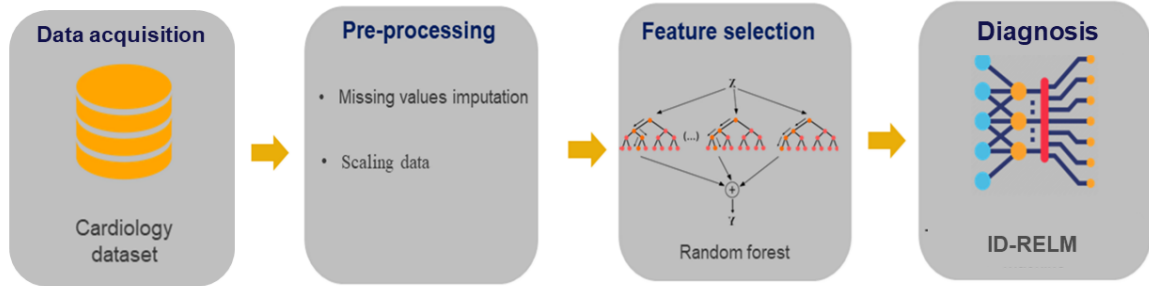 Data acquisition
Cardiology
dataset
Pre-processing
• Missing values imputation
• Scaling data
Feature selection
χ
(...)
+
Random forest
Diagnosis
ID-RELM